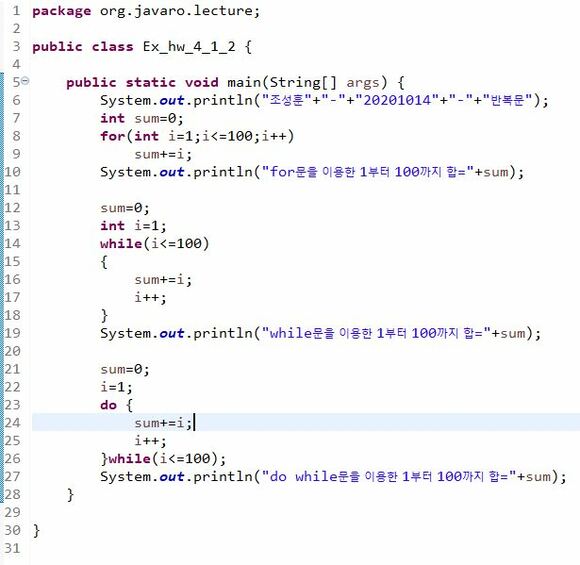 1 package org.javaro.lecture;
2
3 public class Ex_hw_4_1_2 {
4
5 public static void main(String[] args) {
6 System.out.println("조성훈"+"-"+"20201014"+"-"+"반복문");
7 int sum=0;
8 for(int i=1;i<=100;i++)
9 sum+=i;
10 System.out.println("for문을 이용한 1부터 100까지 합="+sum);
11
12 sum=0;
13 int i=1;
14 while(i<=100)
15 {
16 sum+=i;
17 i++;
18 }
19 System.out.println("while문을 이용한 1부터 100까지 합="+sum);
20
21 sum=0;
22 i=1;
23 do {
24 sum+=i;
25 i++;
26 }while(i<=100);
27 System.out.println("do while문을 이용한 1부터 100까지 합="+sum);
28 }
29
30 }
31